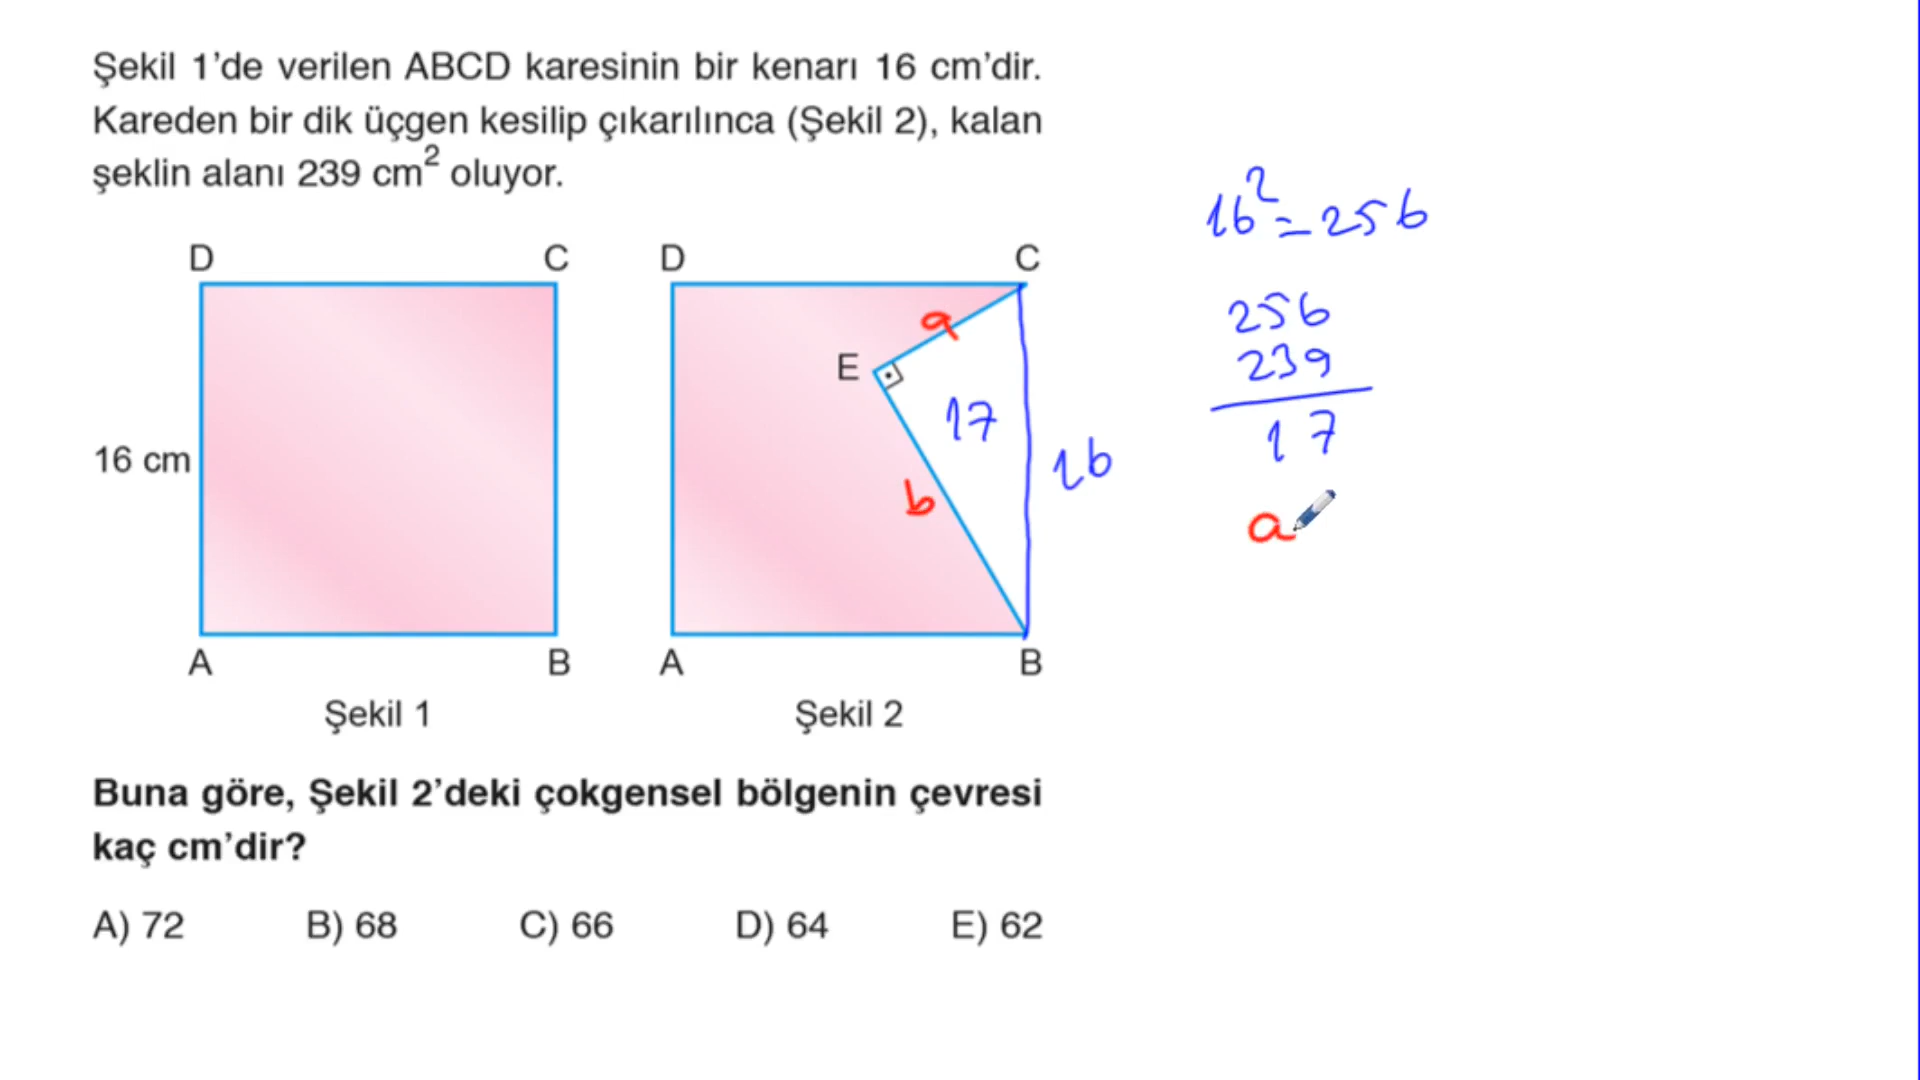 Şekil 1’de verilen ABCD karesinin bir kenarı 16 cm’dir.
Kareden bir dik üçgen kesilip çıkarılınca (Şekil 2), kalan
şeklin alanı 239 cm² oluyor.
D C D C
a
E
17
16 cm
16
b
A B A B
Şekil 1 Şekil 2
16² = 256
256
239
17
a
Buna göre, Şekil 2’deki çokgensel bölgenin çevresi
kaç cm’dir?
A) 72 B) 68 C) 66 D) 64 E) 62